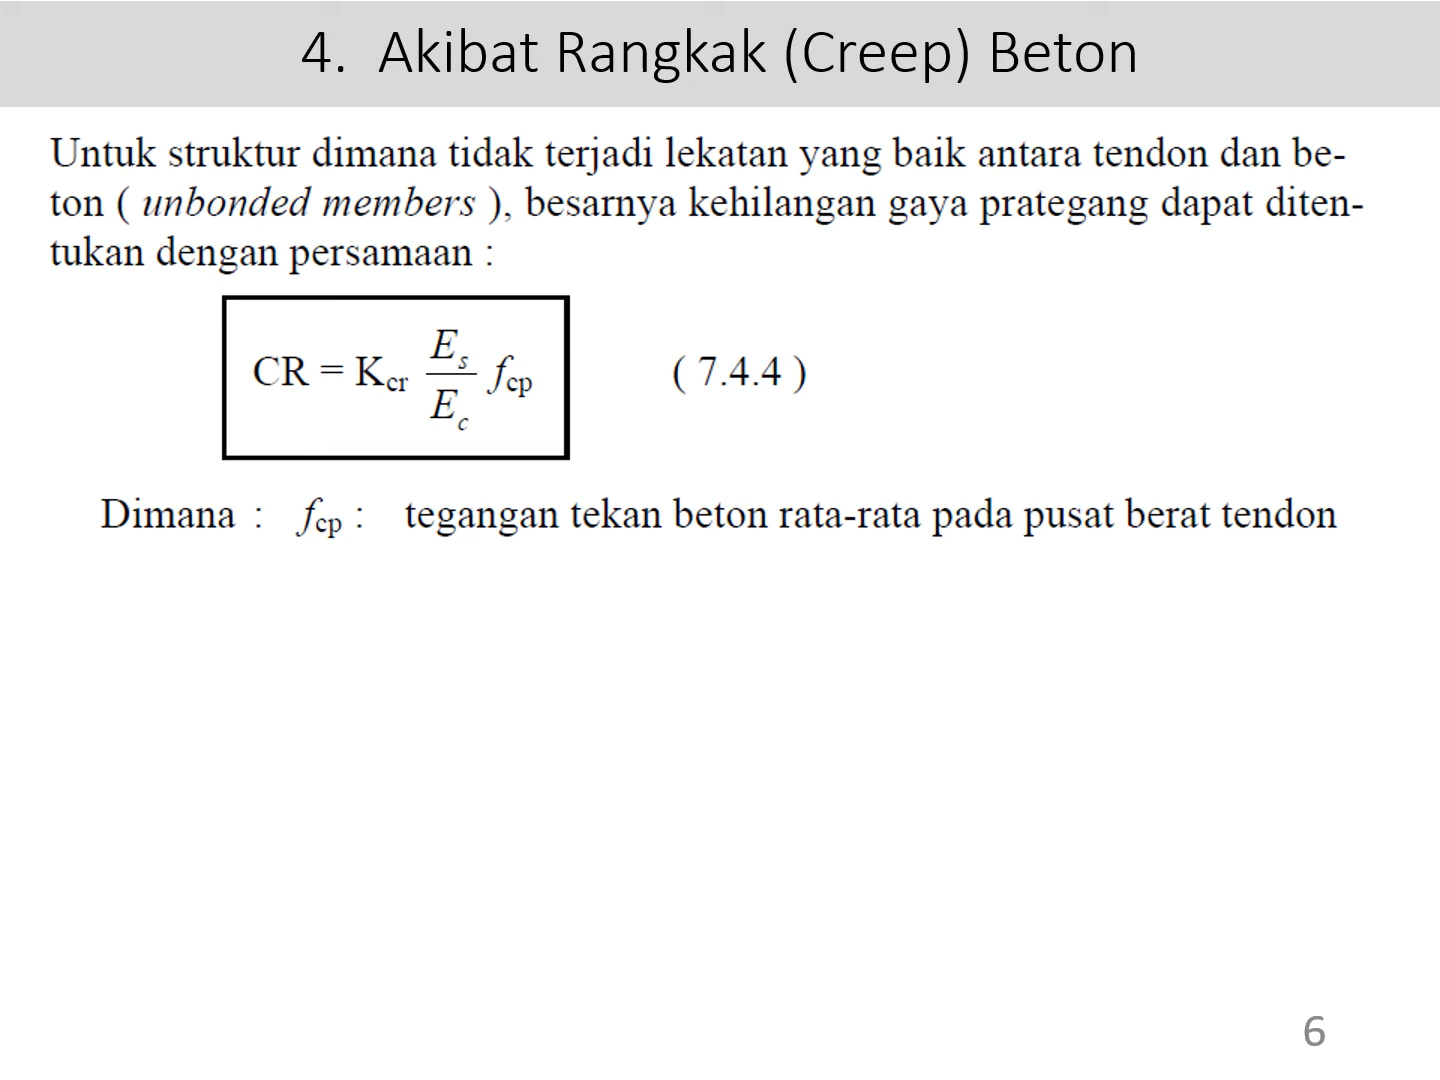 4. Akibat Rangkak (Creep) Beton
Untuk struktur dimana tidak terjadi lekatan yang baik antara tendon dan be-
ton ( unbonded members ), besarnya kehilangan gaya prategang dapat diten-
tukan dengan persamaan :
CR = Kcr Es/Ec fcp ( 7.4.4 )
Dimana : fcp : tegangan tekan beton rata-rata pada pusat berat tendon
6